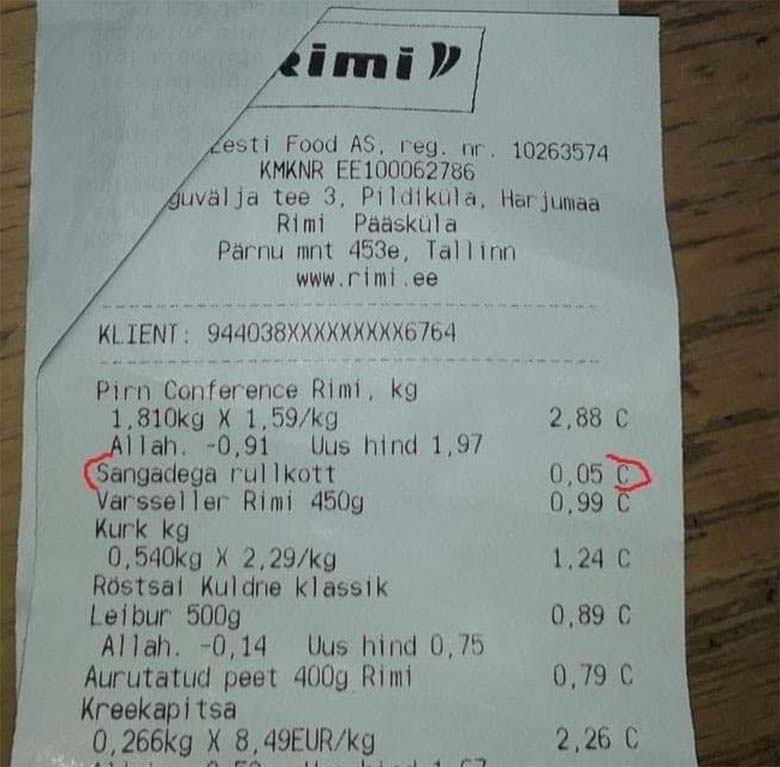 Rimi
Eesti Food AS, reg. nr. 10263574
KMKNR EE100062786
guvälja tee 3, Pildiküla, Harjumaa
Rimi Pääsküla
Pärnu mnt 453e, Tallinn
www.rimi.ee
KLIENT: 944038XXXXXXXXX6764
Pirn Conference Rimi, kg
1,810kg X 1,59/kg 2,88 C
Allah. -0,91 Uus hind 1,97
Sangadega rullkott 0,05 C
Varsseller Rimi 450g 0,99 C
Kurk kg
0,540kg X 2,29/kg 1,24 C
Röstsai Kuldne klassik
Leibur 500g 0,89 C
Allah. -0,14 Uus hind 0,75
Aurutatud peet 400g Rimi 0,79 C
Kreekapitsa
0,266kg X 8,49EUR/kg 2,26 C